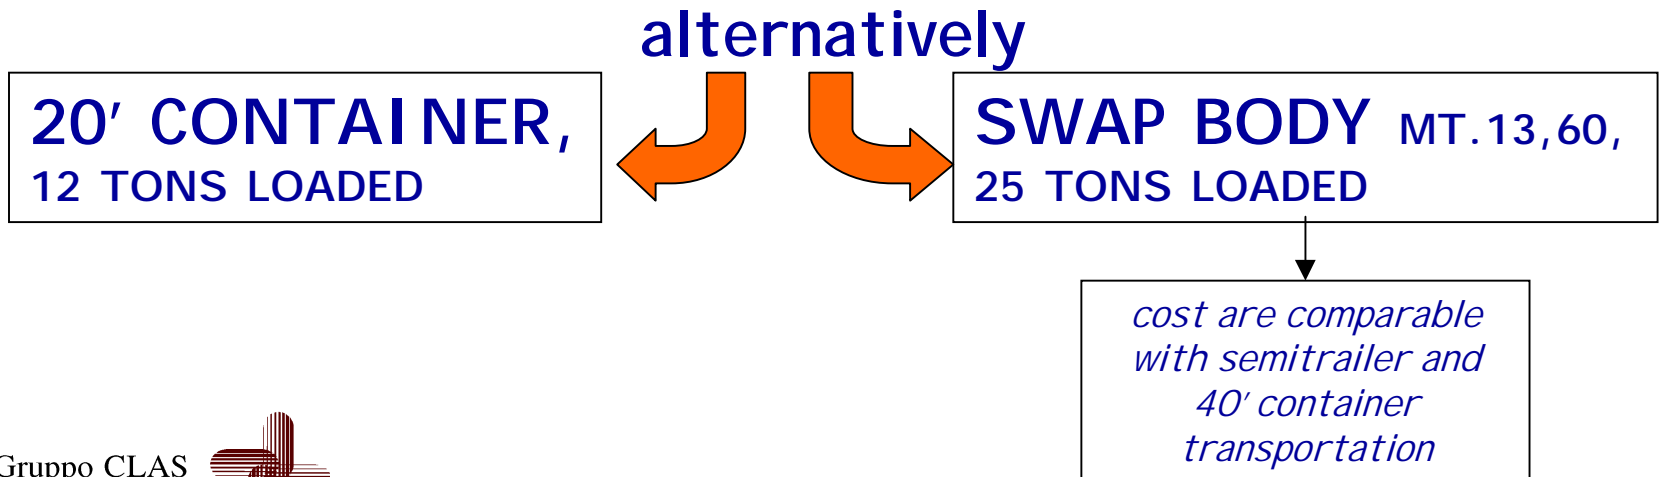 alternatively
20' CONTAINER,
12 TONS LOADED
SWAP BODY MT.13,60,
25 TONS LOADED
cost are comparable
with semitrailer and
40' container
transportation
Gruppo CLAS